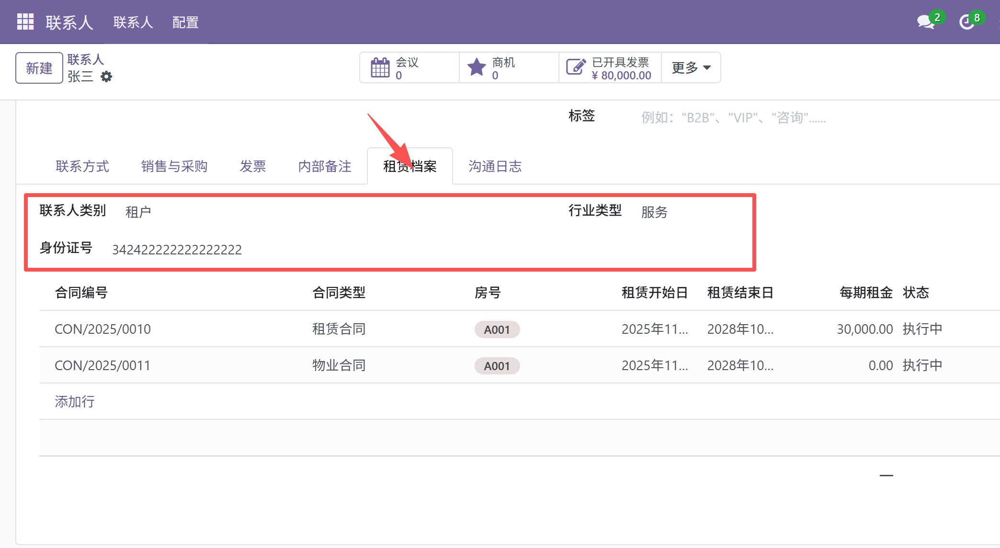 联系人 联系人 配置 2 8
新建 联系人 张三
会议 0 商机 0 已开具发票 ¥ 80,000.00 更多
标签 例如："B2B"、"VIP"、"咨询"......
联系方式 销售与采购 发票 内部备注 租赁档案 沟通日志
联系人类别 租户 行业类型 服务
身份证号 342422222222222222
合同编号 合同类型 房号 租赁开始日 租赁结束日 每期租金 状态
CON/2025/0010 租赁合同 A001 2025年11... 2028年10... 30,000.00 执行中
CON/2025/0011 物业合同 A001 2025年11... 2028年10... 0.00 执行中
添加行
—